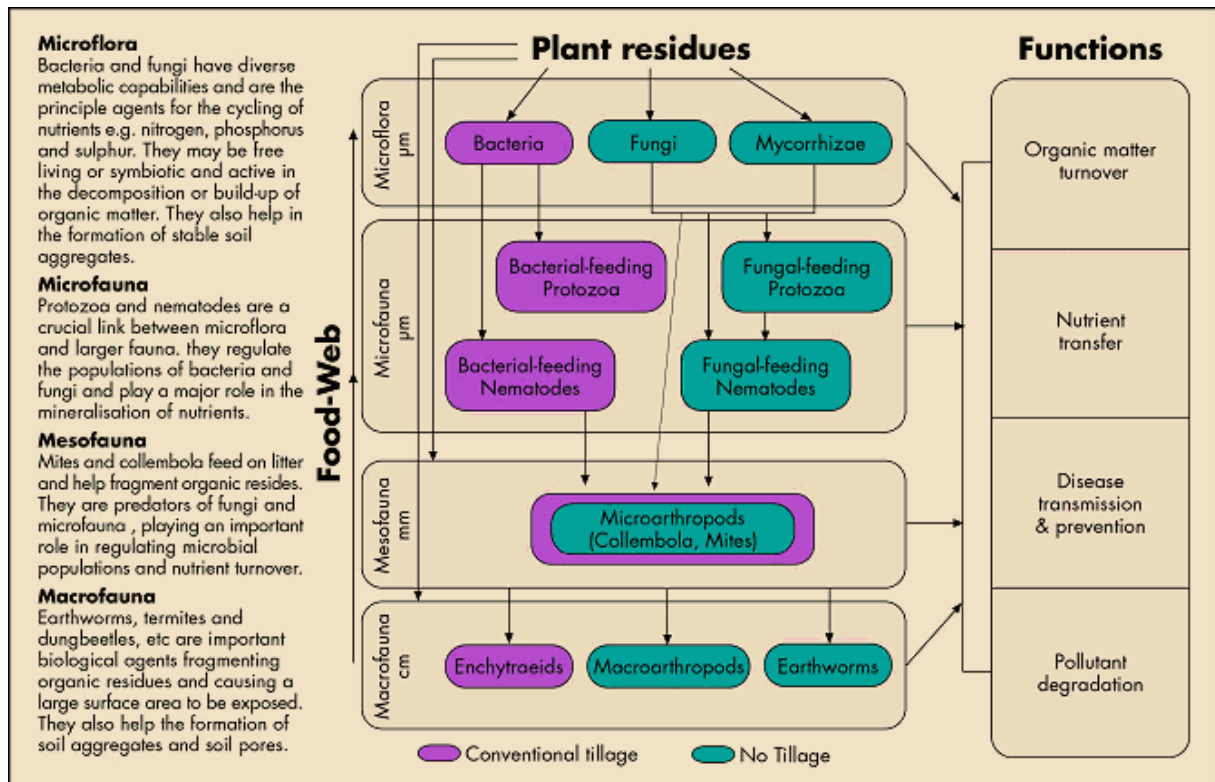 Microflora
Bacteria and fungi have diverse
metabolic capabilities and are the
principle agents for the cycling of
nutrients e.g. nitrogen, phosphorus
and sulphur. They may be free
living or symbiotic and active in
the decomposition or build-up of
organic matter. They also help in
the formation of stable soil
aggregates.
Microfauna
Protozoa and nematodes are a
crucial link between microflora
and larger fauna. they regulate
the populations of bacteria and
fungi and play a major role in the
mineralisation of nutrients.
Mesofauna
Mites and collembola feed on litter
and help fragment organic resides.
They are predators of fungi and
microfauna , playing an important
role in regulating microbial
populations and nutrient turnover.
Macrofauna
Earthworms, termites and
dungbeetles, etc are important
biological agents fragmenting
organic residues and causing a
large surface area to be exposed.
They also help the formation of
soil aggregates and soil pores.
Food-Web
Plant residues
Microflora
µm
Bacteria
Fungi
Mycorrhizae
Microfauna
µm
Bacterial-feeding
Protozoa
Fungal-feeding
Protozoa
Bacterial-feeding
Nematodes
Fungal-feeding
Nematodes
Mesofauna
mm
Microarthropods
(Collembola, Mites)
Macrofauna
cm
Enchytraeids
Macroarthropods
Earthworms
Conventional tillage
No Tillage
Functions
Organic matter
turnover
Nutrient
transfer
Disease
transmission
& prevention
Pollutant
degradation